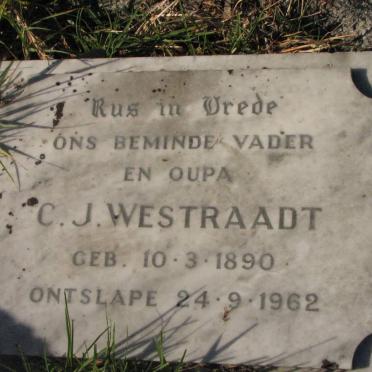 Rus in Vrede
ONS BEMINDE VADER
EN OUPA
C. J. WESTRAADT
GEB. 10·3·1890
ONTSLAPE 24·9·1962